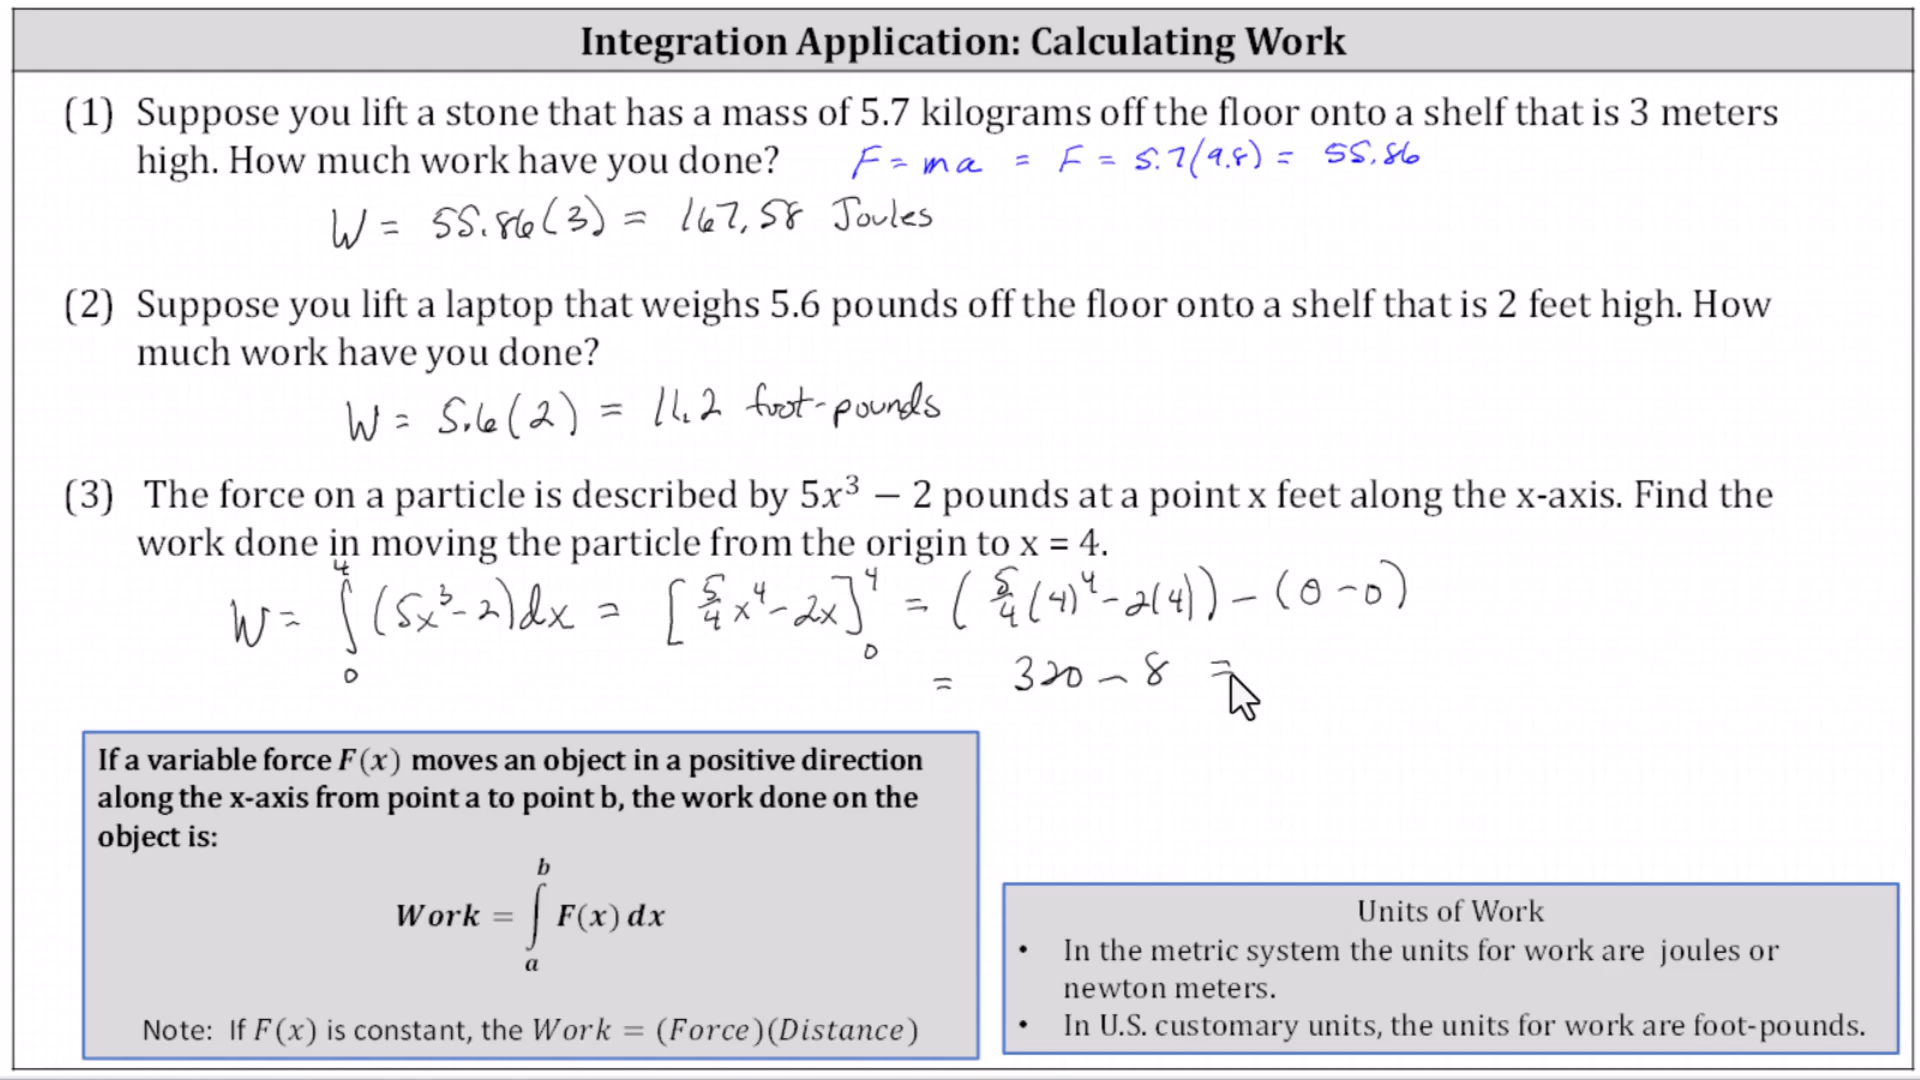 Integration Application: Calculating Work
(1) Suppose you lift a stone that has a mass of 5.7 kilograms off the floor onto a shelf that is 3 meters
high. How much work have you done? F = ma = F = 5.7(9.8) = 55.86
W = 55.86(3) = 167.58 Joules
(2) Suppose you lift a laptop that weighs 5.6 pounds off the floor onto a shelf that is 2 feet high. How
much work have you done?
W = 5.6(2) = 11.2 foot-pounds
(3) The force on a particle is described by 5x³ − 2 pounds at a point x feet along the x-axis. Find the
work done in moving the particle from the origin to x = 4.
W = ∫₀⁴ (5x³ - 2)dx = [5/4 x⁴ - 2x]₀⁴ = (5/4 (4)⁴ - 2(4)) - (0 - 0)
= 320 - 8 =
If a variable force F(x) moves an object in a positive direction
along the x-axis from point a to point b, the work done on the
object is:
Work = ∫ₐᵇ F(x) dx
Note: If F(x) is constant, the Work = (Force)(Distance)
Units of Work
• In the metric system the units for work are joules or
newton meters.
• In U.S. customary units, the units for work are foot-pounds.